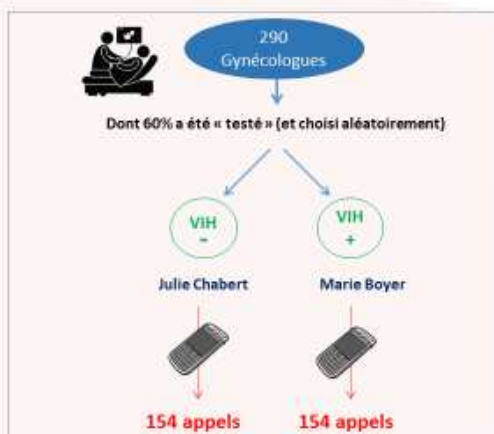 290
Gynécologues
Dont 60% a été « testé » (et choisi aléatoirement)
VIH
-
VIH
+
Julie Chabert
Marie Boyer
154 appels
154 appels